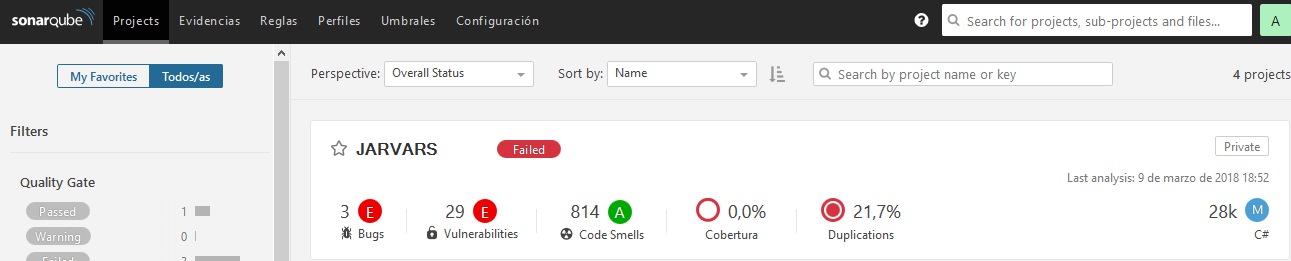 sonarqube Projects Evidencias Reglas Perfiles Umbrales Configuración ? Search for projects, sub-projects and files... A
My Favorites Todos/as
Perspective: Overall Status Sort by: Name Search by project name or key 4 projects
Filters
Quality Gate
Passed 1
Warning 0
Failed 3
JARVARS Failed Private
Last analysis: 9 de marzo de 2018 18:52
3 E 29 E 814 A 0,0% 21,7% 28k M
Bugs Vulnerabilities Code Smells Cobertura Duplications C#